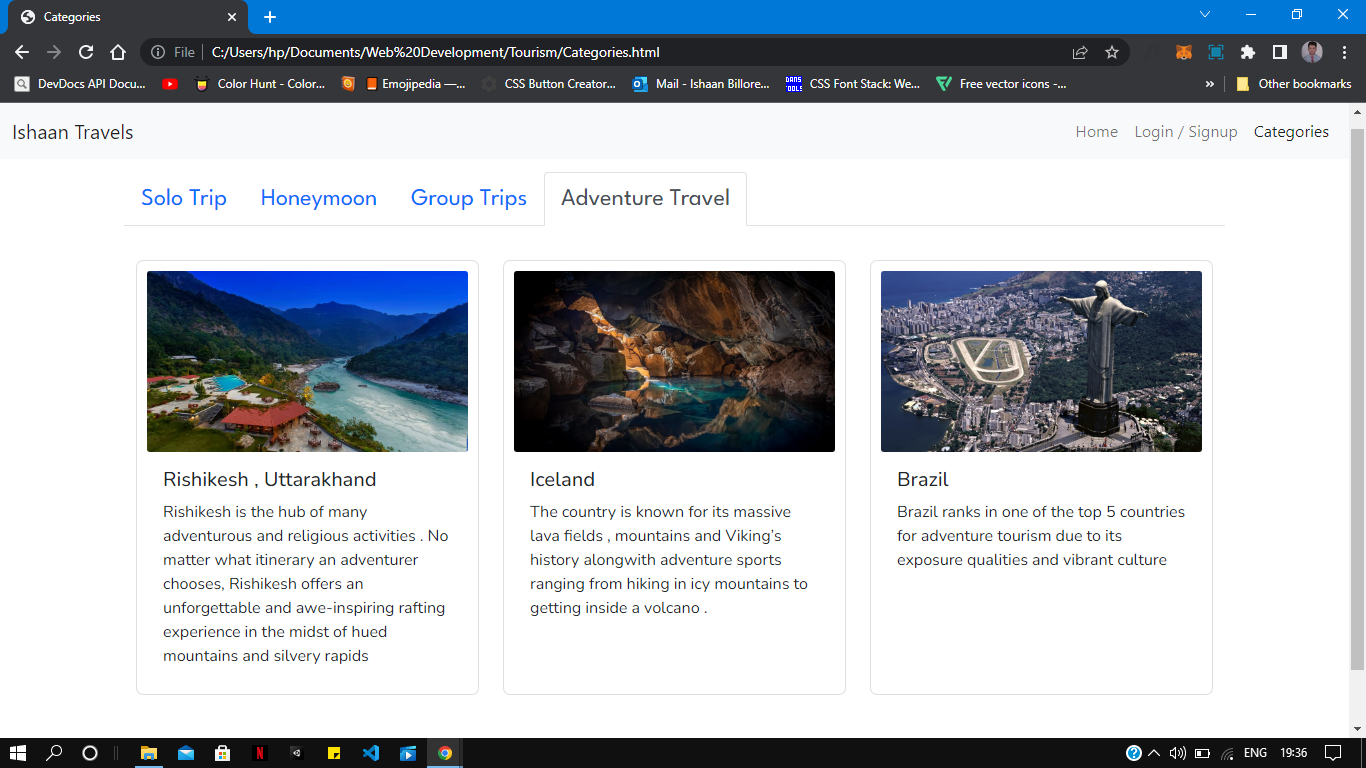 Categories
File
C:/Users/hp/Documents/Web%20Development/Tourism/Categories.html
DevDocs API Docu...
Color Hunt - Color...
Emojipedia —...
CSS Button Creator...
Mail - Ishaan Billore...
DANS TOOLS
CSS Font Stack: We...
Free vector icons -...
»
Other bookmarks
Ishaan Travels
Home
Login / Signup
Categories
Solo Trip
Honeymoon
Group Trips
Adventure Travel
Rishikesh , Uttarakhand
Rishikesh is the hub of many
adventurous and religious activities . No
matter what itinerary an adventurer
chooses, Rishikesh offers an
unforgettable and awe-inspiring rafting
experience in the midst of hued
mountains and silvery rapids
Iceland
The country is known for its massive
lava fields , mountains and Viking’s
history alongwith adventure sports
ranging from hiking in icy mountains to
getting inside a volcano .
Brazil
Brazil ranks in one of the top 5 countries
for adventure tourism due to its
exposure qualities and vibrant culture
ENG
19:36